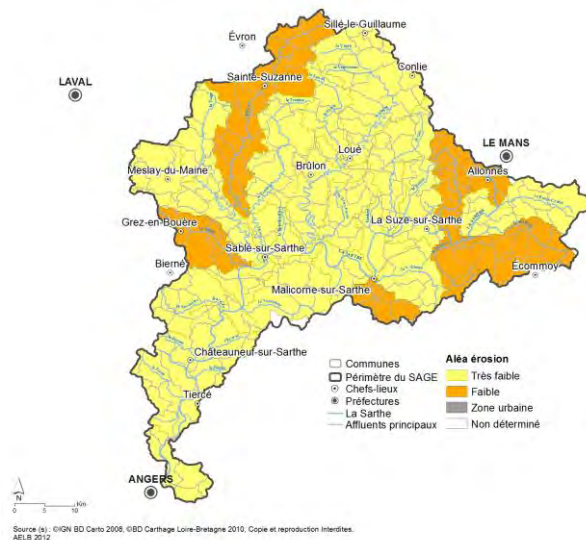 Sillé-le-Guillaume
Évron
Conlie
LAVAL
Sainte-Suzanne
LE MANS
Loué
Allonnes
Meslay-du-Maine
Brûlon
Grez-en-Bouère
La Suze-sur-Sarthe
Sablé-sur-Sarthe
Bierné
Écommoy
Malicorne-sur-Sarthe
Châteauneuf-sur-Sarthe
Tiercé
ANGERS
Communes
Périmètre du SAGE
Chefs-lieux
Préfectures
La Sarthe
Affluents principaux
Aléa érosion
Très faible
Faible
Zone urbaine
Non déterminé
N
0 5 10 Km
Source (s) : ©IGN BD Carto 2008, ©BD Carthage Loire-Bretagne 2010, Copie et reproduction interdites.
AELB 2012